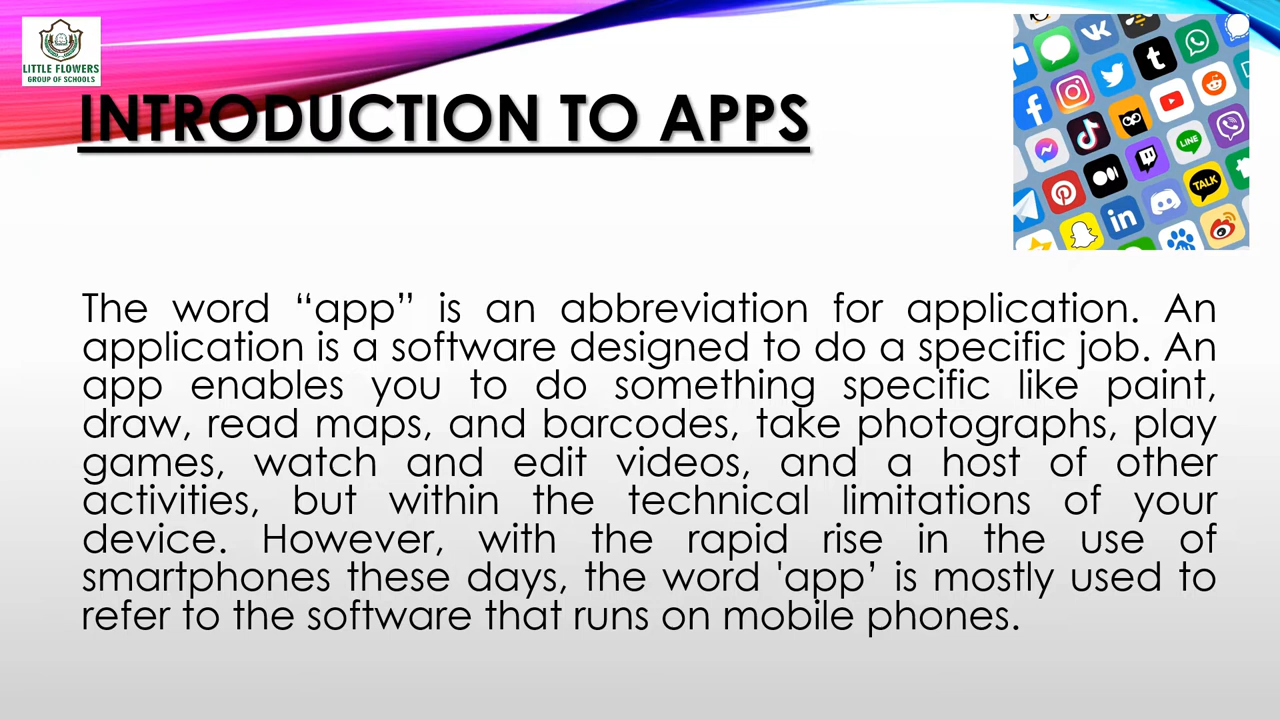 LITTLE FLOWERS
GROUP OF SCHOOLS
INTRODUCTION TO APPS
LINE
TALK
The word “app” is an abbreviation for application. An
application is a software designed to do a specific job. An
app enables you to do something specific like paint,
draw, read maps, and barcodes, take photographs, play
games, watch and edit videos, and a host of other
activities, but within the technical limitations of your
device. However, with the rapid rise in the use of
smartphones these days, the word 'app’ is mostly used to
refer to the software that runs on mobile phones.